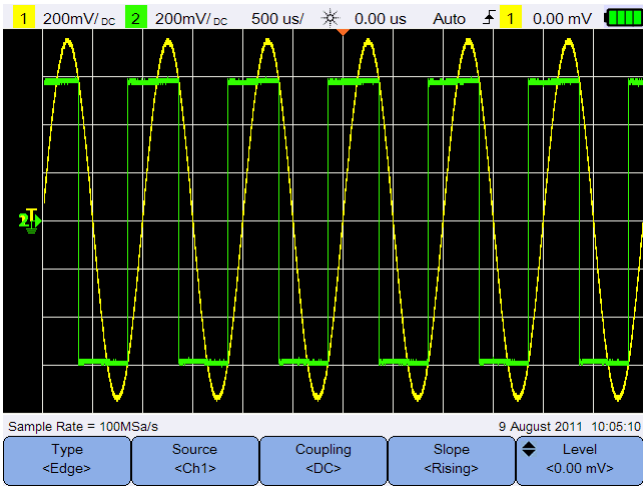 1 200mV/ DC 2 200mV/ DC 500 us/ 0.00 us Auto 1 0.00 mV
T
2
Sample Rate = 100MSa/s 9 August 2011 10:05:10
Type Source Coupling Slope Level
<Edge> <Ch1> <DC> <Rising> <0.00 mV>